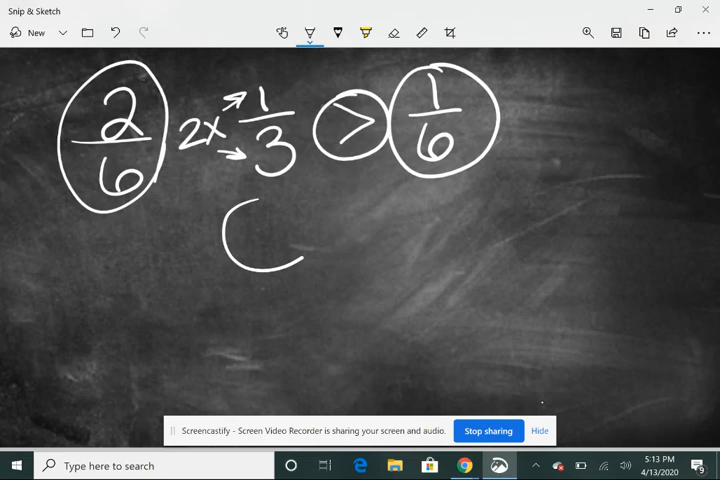 Snip & Sketch
New
2/6 2x 1/3 > 1/6
Screencastify - Screen Video Recorder is sharing your screen and audio.
Stop sharing
Hide
Type here to search
5:13 PM
4/13/2020
9